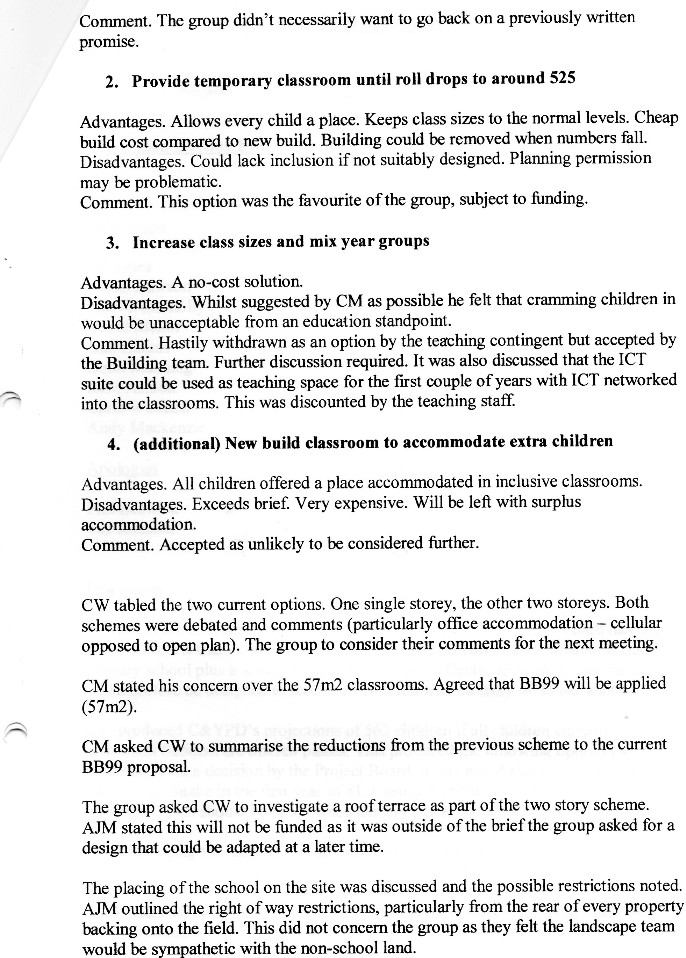 Comment. The group didn't necessarily want to go back on a previously written
promise.
2. Provide temporary classroom until roll drops to around 525
Advantages. Allows every child a place. Keeps class sizes to the normal levels. Cheap
build cost compared to new build. Building could be removed when numbers fall.
Disadvantages. Could lack inclusion if not suitably designed. Planning permission
may be problematic.
Comment. This option was the favourite of the group, subject to funding.
3. Increase class sizes and mix year groups
Advantages. A no-cost solution.
Disadvantages. Whilst suggested by CM as possible he felt that cramming children in
would be unacceptable from an education standpoint.
Comment. Hastily withdrawn as an option by the teaching contingent but accepted by
the Building team. Further discussion required. It was also discussed that the ICT
suite could be used as teaching space for the first couple of years with ICT networked
into the classrooms. This was discounted by the teaching staff.
4. (additional) New build classroom to accommodate extra children
Advantages. All children offered a place accommodated in inclusive classrooms.
Disadvantages. Exceeds brief. Very expensive. Will be left with surplus
accommodation.
Comment. Accepted as unlikely to be considered further.
CW tabled the two current options. One single storey, the other two storeys. Both
schemes were debated and comments (particularly office accommodation – cellular
opposed to open plan). The group to consider their comments for the next meeting.
CM stated his concern over the 57m2 classrooms. Agreed that BB99 will be applied
(57m2).
CM asked CW to summarise the reductions from the previous scheme to the current
BB99 proposal.
The group asked CW to investigate a roof terrace as part of the two story scheme.
AJM stated this will not be funded as it was outside of the brief the group asked for a
design that could be adapted at a later time.
The placing of the school on the site was discussed and the possible restrictions noted.
AJM outlined the right of way restrictions, particularly from the rear of every property
backing onto the field. This did not concern the group as they felt the landscape team
would be sympathetic with the non-school land.